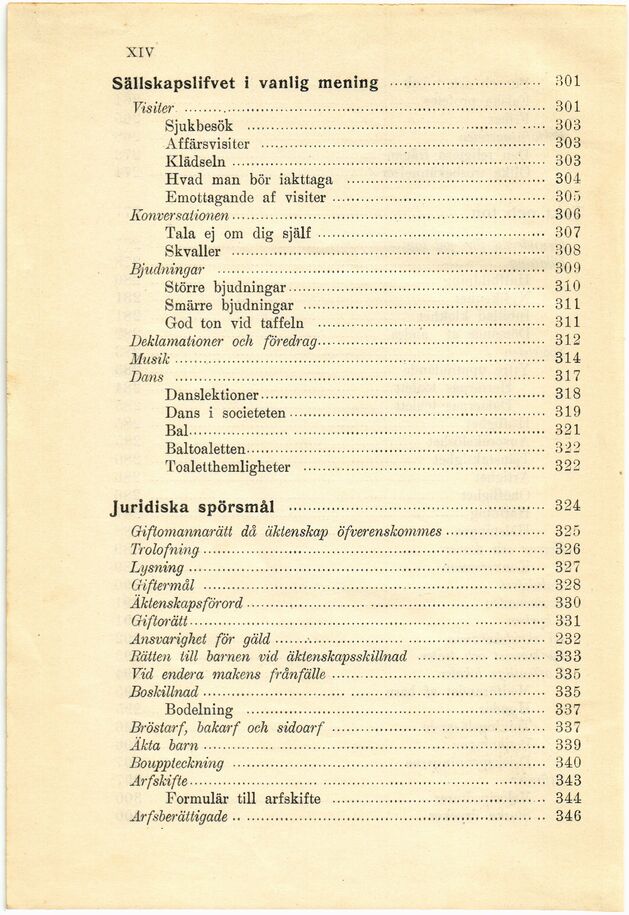 XIV
Sällskapslifvet i vanlig mening 301
Visiter 301
Sjukbesök 303
Affärsvisiter 303
Klädseln 303
Hvad man bör iakttaga 304
Emottagande af visiter 305
Konversationen 306
Tala ej om dig själf 307
Skvaller 308
Bjudningar 309
Större bjudningar 310
Smärre bjudningar 311
God ton vid taffeln 311
Deklamationer och föredrag 312
Musik 314
Dans 317
Danslektioner 318
Dans i societeten 319
Bal 321
Baltoaletten 322
Toaletthemligheter 322
Juridiska spörsmål 324
Giftomannarätt då äktenskap öfverenskommes 325
Trolofning 326
Lysning 327
Giftermål 328
Äktenskapsförord 330
Giftorätt 331
Ansvarighet för gäld 232
Rätten till barnen vid äktenskapsskillnad 333
Vid endera makens frånfälle 335
Boskillnad 335
Bodelning 337
Bröstarf, bakarf och sidoarf 337
Äkta barn 339
Bouppteckning 340
Arfskifte 343
Formulär till arfskifte 344
Arfsberättigade 346